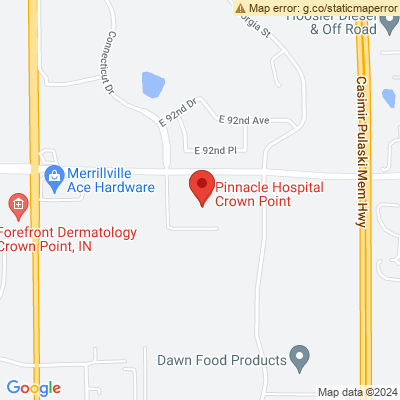 Map error: g.co/staticmaperror
Hoosier Diesel
& Off Road
orgia St
Connecticut Dr
E 92nd Dr
E 92nd Ave
E 92nd Pl
Casimir Pulaski Mem Hwy
Merrillville
Ace Hardware
Pinnacle Hospital
Crown Point
Forefront Dermatology
Crown Point, IN
Dawn Food Products
Google
Map data ©2024